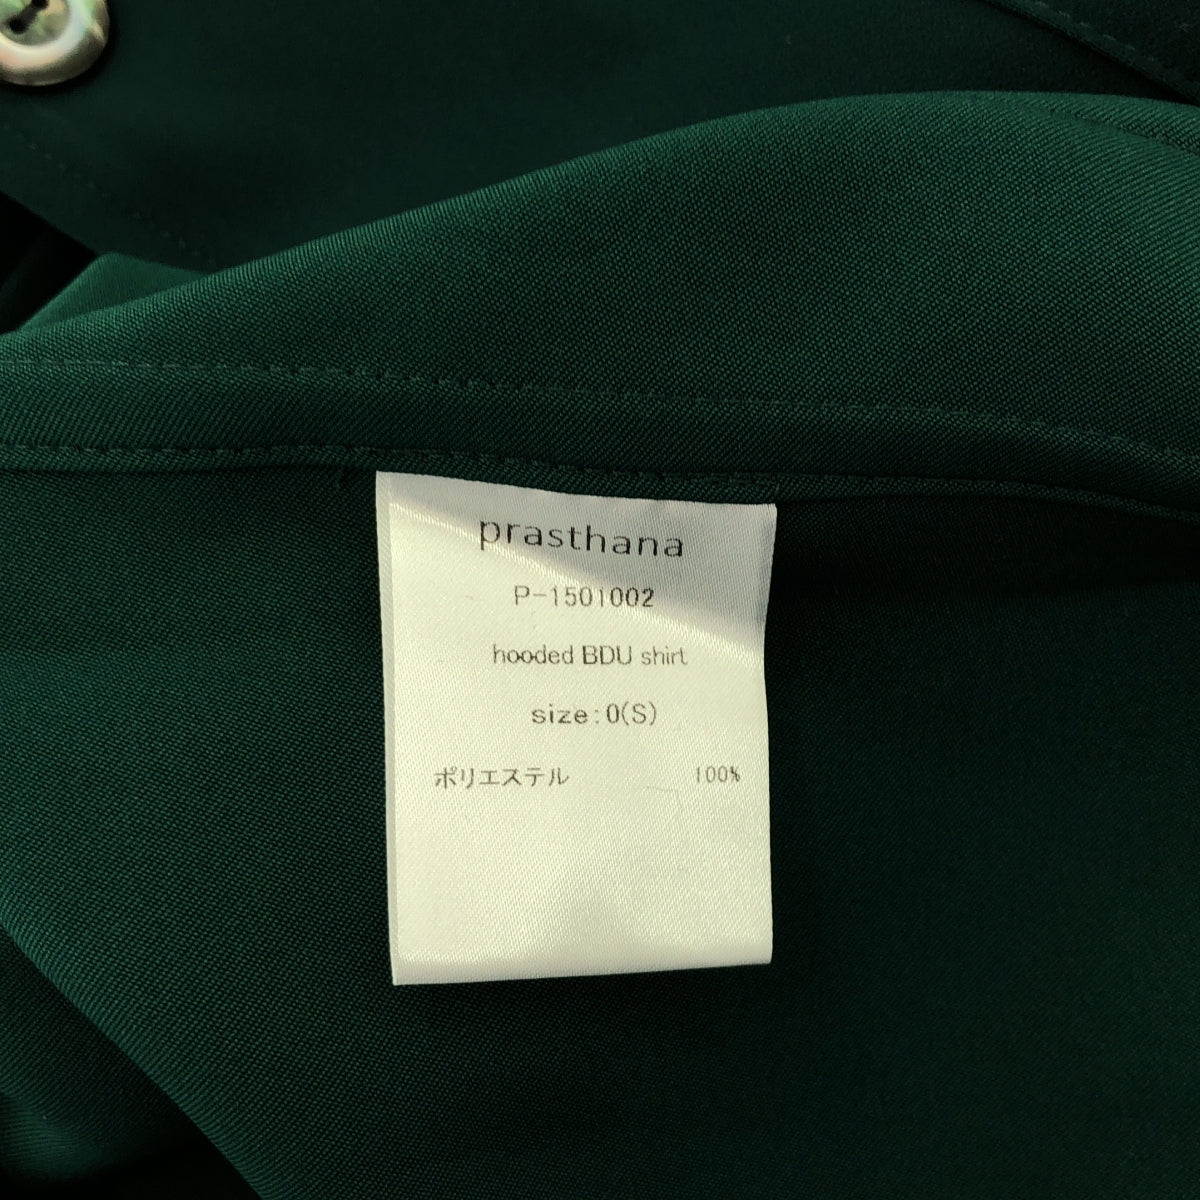 prasthana
P-1501002
hooded BDU shirt
size:0(S)
ポリエステル 100%